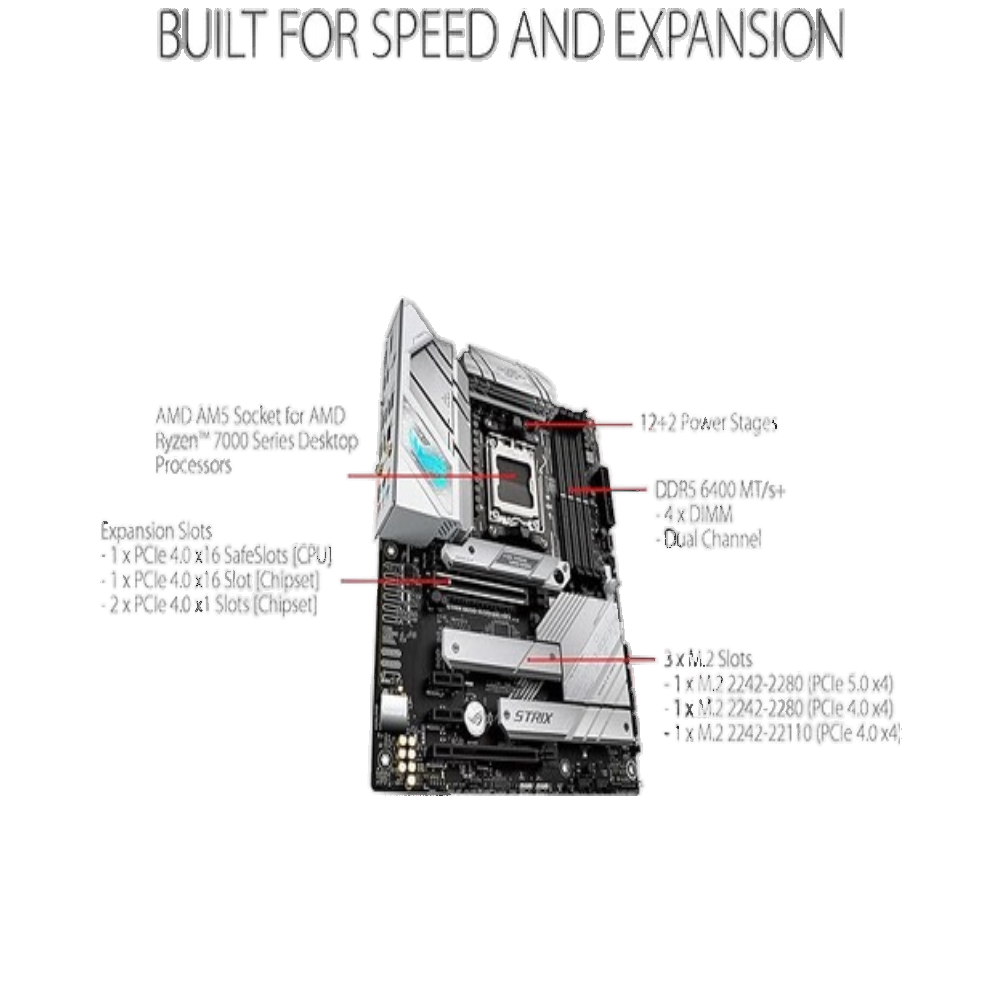 BUILT FOR SPEED AND EXPANSION
AMD AM5 Socket for AMD
Ryzen™ 7000 Series Desktop
Processors
12+2 Power Stages
DDR5 6400 MT/s+
- 4 x DIMM
- Dual Channel
Expansion Slots
- 1 x PCIe 4.0 x16 SafeSlots [CPU]
- 1 x PCIe 4.0 x16 Slot [Chipset]
- 2 x PCIe 4.0 x1 Slots [Chipset]
3 x M.2 Slots
- 1 x M.2 2242-2280 (PCIe 5.0 x4)
- 1 x M.2 2242-2280 (PCIe 4.0 x4)
- 1 x M.2 2242-22110 (PCIe 4.0 x4)
STRIX